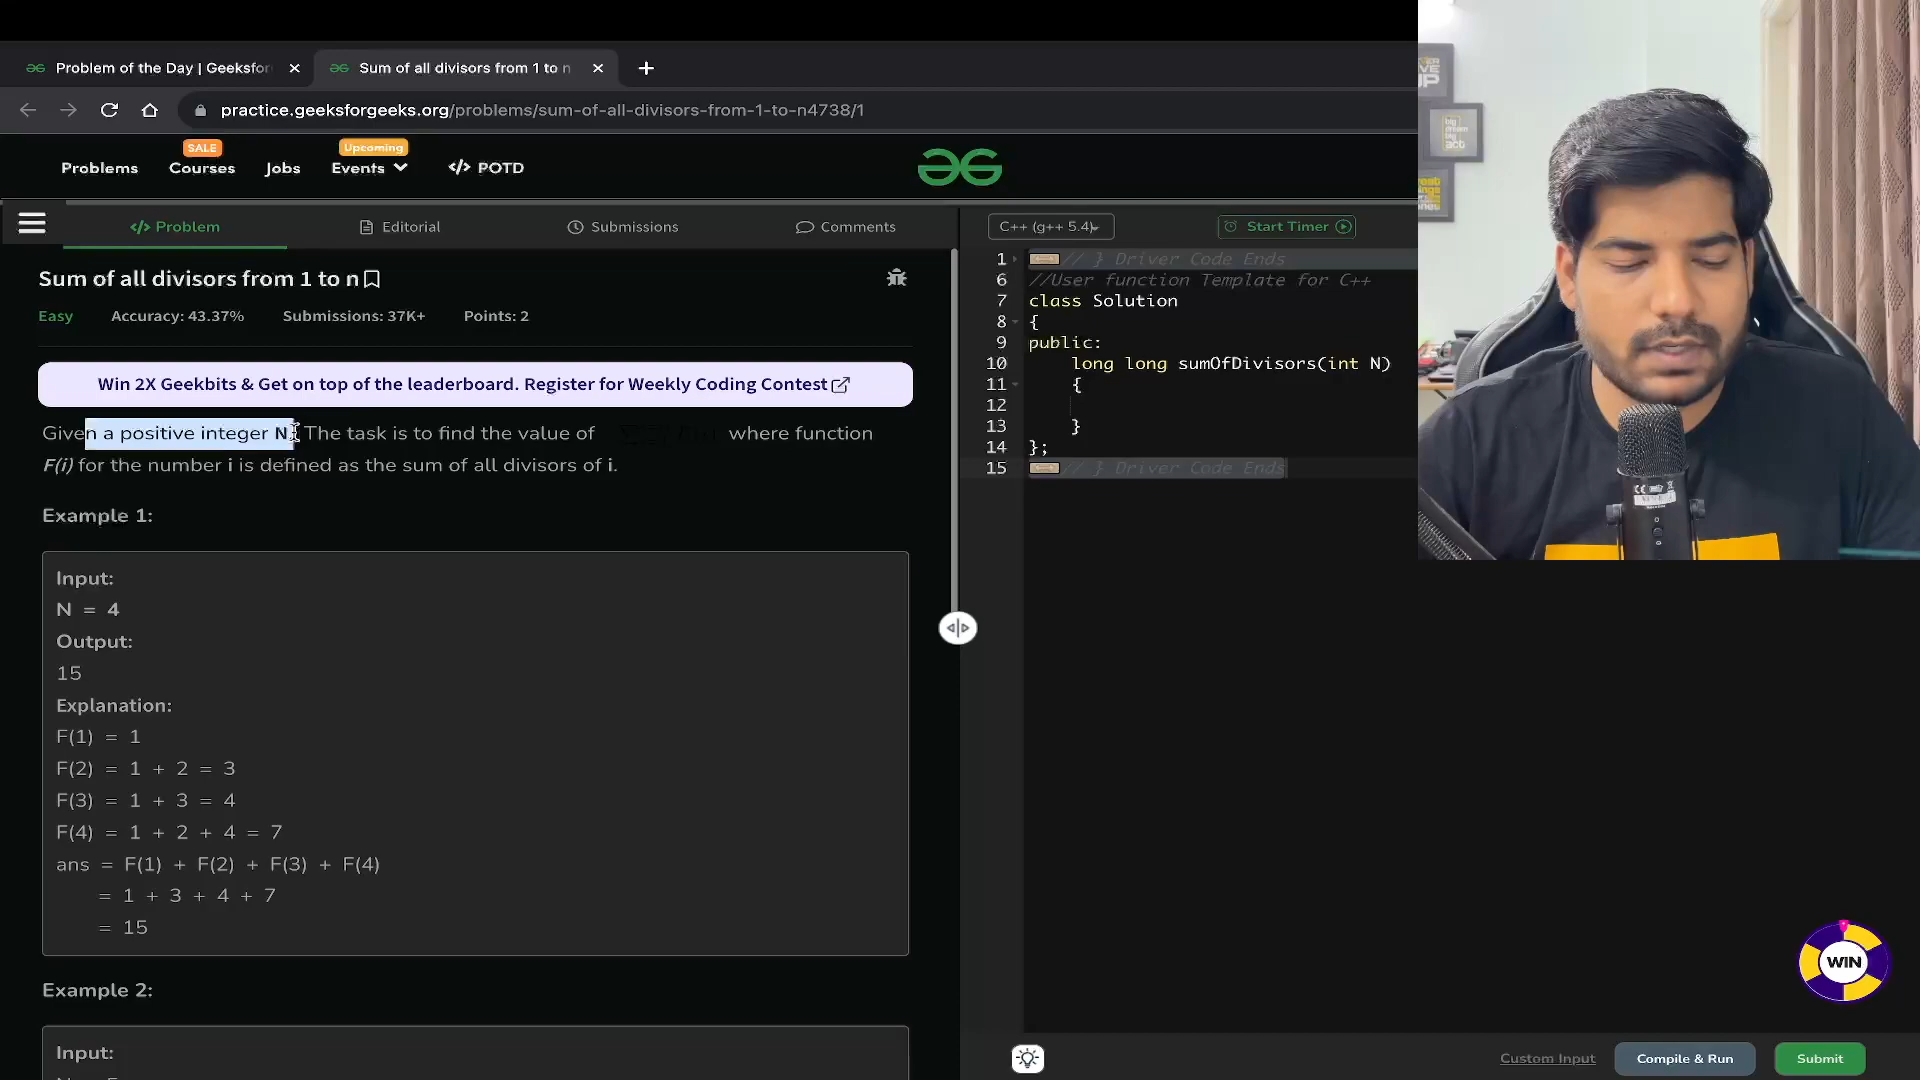 Problem of the Day | Geeksfor
Sum of all divisors from 1 to n
practice.geeksforgeeks.org/problems/sum-of-all-divisors-from-1-to-n4738/1
Problems
SALE
Courses
Jobs
Upcoming
Events
</> POTD
</> Problem
Editorial
Submissions
Comments
C++ (g++ 5.4)
Start Timer
Sum of all divisors from 1 to n
Easy Accuracy: 43.37% Submissions: 37K+ Points: 2
Win 2X Geekbits & Get on top of the leaderboard. Register for Weekly Coding Contest
Given a positive integer N. The task is to find the value of where function
F(i) for the number i is defined as the sum of all divisors of i.
Example 1:
Input:
N = 4
Output:
15
Explanation:
F(1) = 1
F(2) = 1 + 2 = 3
F(3) = 1 + 3 = 4
F(4) = 1 + 2 + 4 = 7
ans = F(1) + F(2) + F(3) + F(4)
= 1 + 3 + 4 + 7
= 15
Example 2:
Input:
1 // } Driver Code Ends
6 //User function Template for C++
7 class Solution
8 {
9 public:
10 long long sumOfDivisors(int N)
11 {
12
13 }
14 };
15 // } Driver Code Ends
big
act
WIN
Custom Input
Compile & Run
Submit